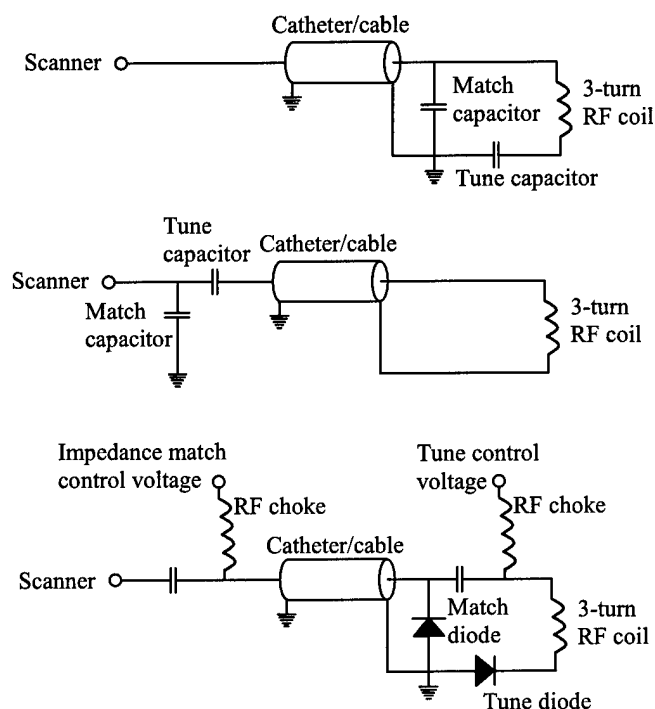 Catheter/cable
Scanner
Match
capacitor
3-turn
RF coil
Tune capacitor
Tune
capacitor
Catheter/cable
Scanner
Match
capacitor
3-turn
RF coil
Impedance match
control voltage
Tune control
voltage
RF choke
RF choke
Catheter/cable
Scanner
Match
diode
3-turn
RF coil
Tune diode